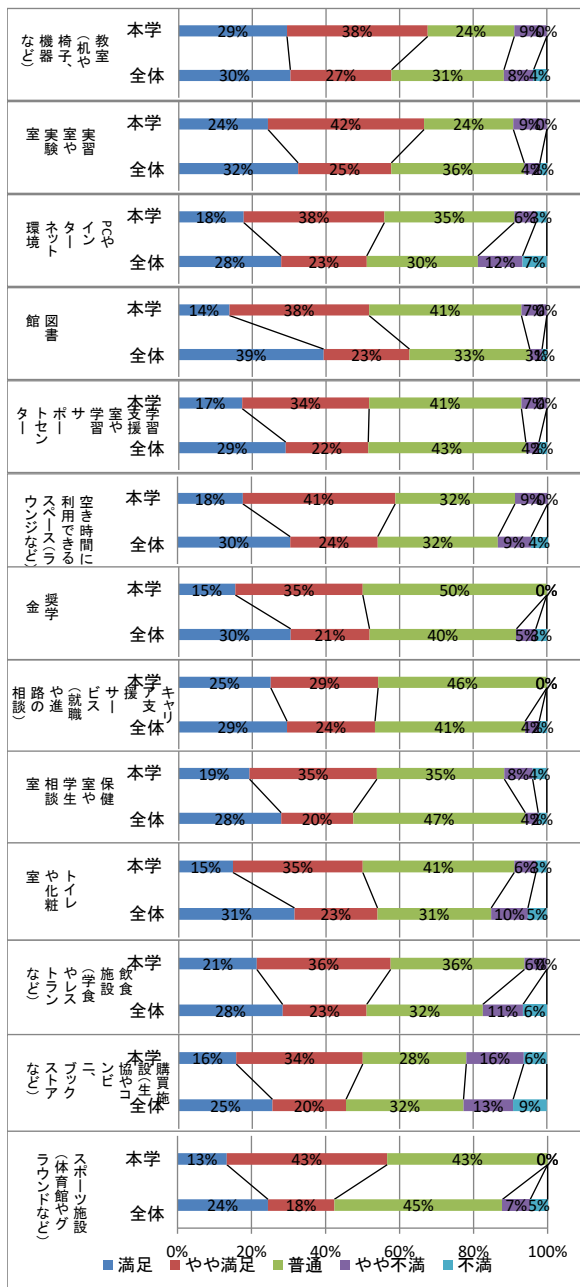 教室
(机や
椅子、
機器
など)
本学 29% 38% 24% 9% 0%
全体 30% 27% 31% 8% 4%
実習
室や
実験
室
本学 24% 42% 24% 9% 0%
全体 32% 25% 36% 4% 2%
PCや
イン
ター
ネット
環境
本学 18% 38% 35% 6% 3%
全体 28% 23% 30% 12% 7%
図書
館
本学 14% 38% 41% 7% 0%
全体 39% 23% 33% 3% 1%
学習
支援
室や
学習
サポー
トセン
ター
本学 17% 34% 41% 7% 0%
全体 29% 22% 43% 4% 2%
空き時間に
利用できる
スペース(ラ
ウンジなど)
本学 18% 41% 32% 9% 0%
全体 30% 24% 32% 9% 4%
奨学
金
本学 15% 35% 50% 0%
全体 30% 21% 40% 5% 3%
キャリ
ア支
援
サー
ビス
(就職
や進
路の
相談)
本学 25% 29% 46% 0%
全体 29% 24% 41% 4% 2%
保健
室や
学生
相談
室
本学 19% 35% 35% 8% 4%
全体 28% 20% 47% 4% 2%
トイレ
や化粧
室
本学 15% 35% 41% 6% 3%
全体 31% 23% 31% 10% 5%
飲食
施設
(学食
やレス
トラン
など)
本学 21% 36% 36% 6% 0%
全体 28% 23% 32% 11% 6%
購買施
設(生
協やコ
ンビ
ニ、
ブック
ストア
など)
本学 16% 34% 28% 16% 6%
全体 25% 20% 32% 13% 9%
スポーツ施設
(体育館やグ
ラウンドなど)
本学 13% 43% 43% 0%
全体 24% 18% 45% 7% 5%
0% 20% 40% 60% 80% 100%
満足 やや満足 普通 やや不満 不満